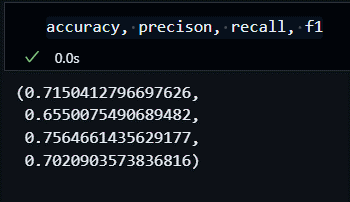 accuracy, precison, recall, f1
0.0s
(0.7150412796697626,
0.6550075490689482,
0.7564661435629177,
0.7020903573836816)